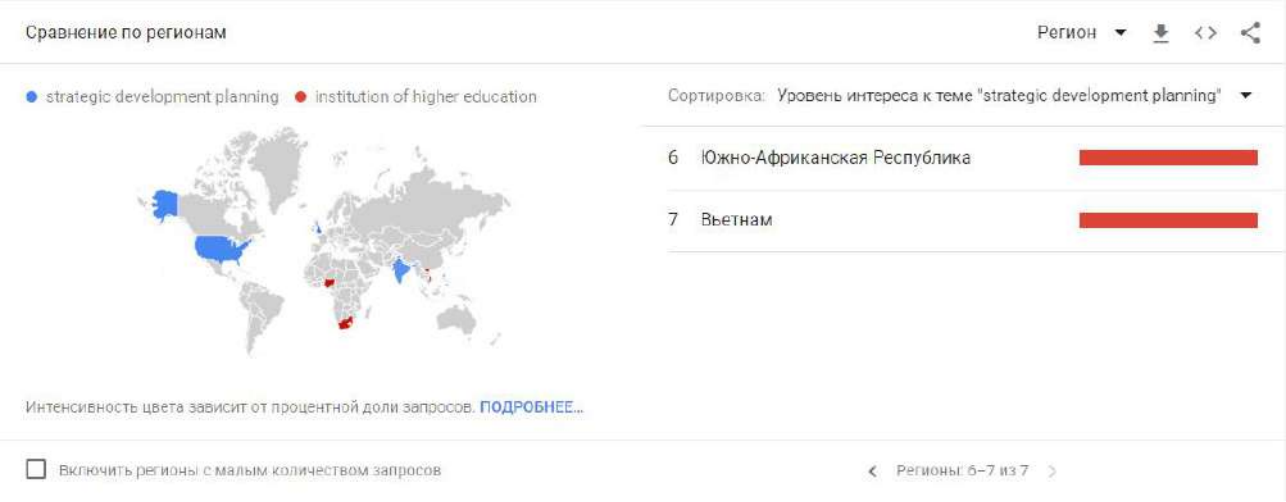 Сравнение по регионам
Регион
strategic development planning institution of higher education
Сортировка: Уровень интереса к теме "strategic development planning"
6 Южно-Африканская Республика
7 Вьетнам
Интенсивность цвета зависит от процентной доли запросов. ПОДРОБНЕЕ...
Включить регионы с малым количеством запросов
Регионы: 6–7 из 7